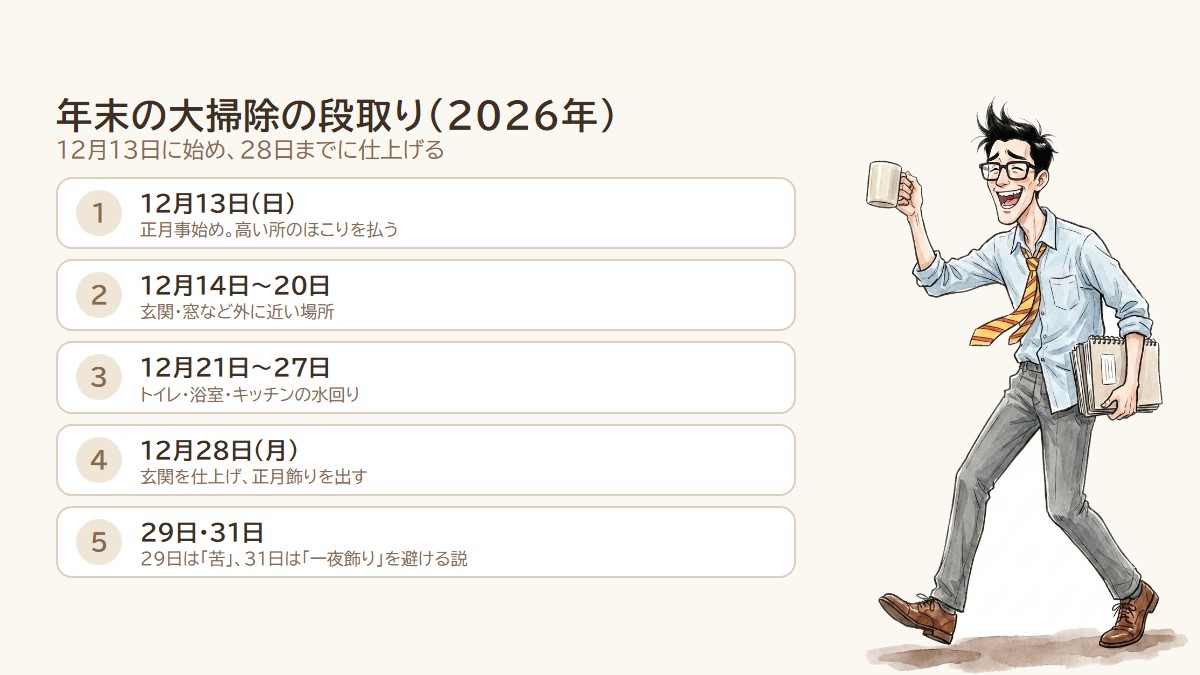 年末の大掃除の段取り(2026年)
12月13日に始め、28日までに仕上げる
1
12月13日(日)
正月事始め。高い所のほこりを払う
2
12月14日〜20日
玄関・窓など外に近い場所
3
12月21日〜27日
トイレ・浴室・キッチンの水回り
4
12月28日(月)
玄関を仕上げ、正月飾りを出す
5
29日・31日
29日は「苦」、31日は「一夜飾り」を避ける説